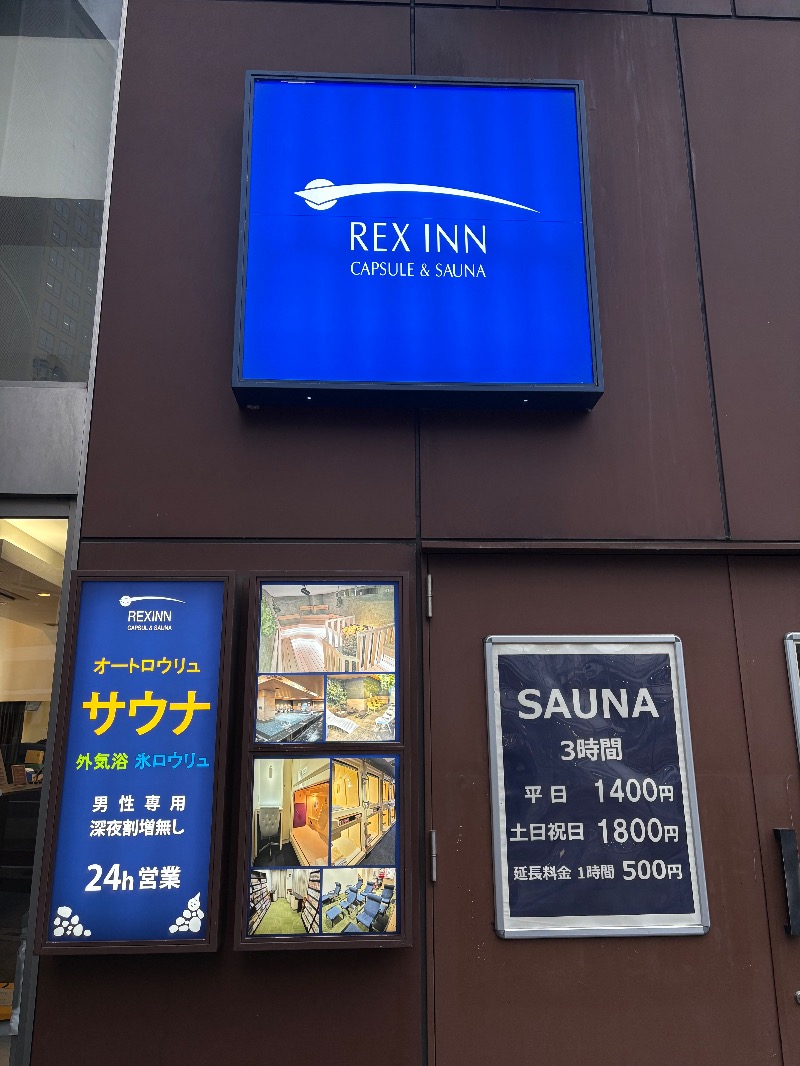 REX INN
CAPSULE & SAUNA
REXINN
CAPSUL & SAUNA
オートロウリュ
サウナ
外気浴 氷ロウリュ
男性専用
深夜割増無し
24h営業
SAUNA
3時間
平日 1400円
土日祝日 1800円
延長料金 1時間 500円